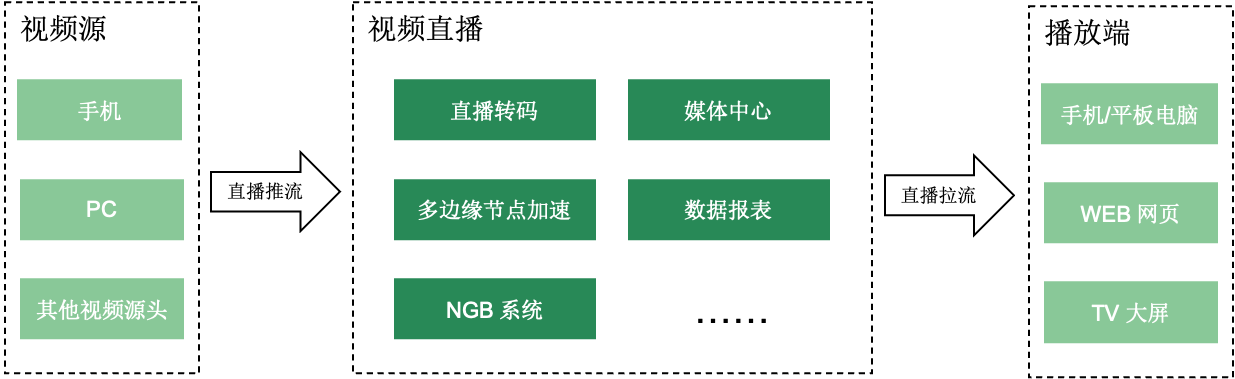 视频源
手机
PC
其他视频源头
直播推流
视频直播
直播转码
媒体中心
多边缘节点加速
数据报表
NGB 系统
......
直播拉流
播放端
手机/平板电脑
WEB 网页
TV 大屏